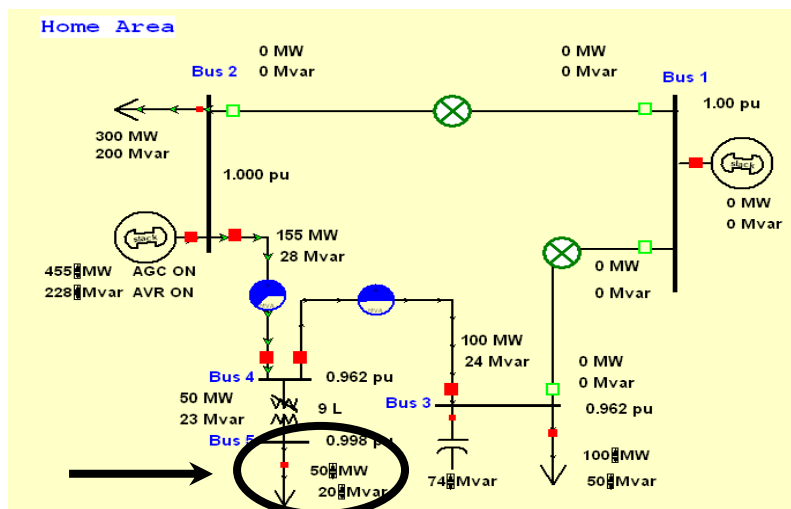 Home Area
0 MW
0 Mvar
0 MW
0 Mvar
Bus 2
Bus 1
1.00 pu
300 MW
200 Mvar
1.000 pu
slack
0 MW
0 Mvar
slack
155 MW
28 Mvar
455 MW AGC ON
228 Mvar AVR ON
0 MW
0 Mvar
100 MW
24 Mvar
0 MW
0 Mvar
Bus 4
0.962 pu
50 MW
23 Mvar
9 L
Bus 3
0.962 pu
Bus 5
0.998 pu
50 MW
20 Mvar
74 Mvar
100 MW
50 Mvar